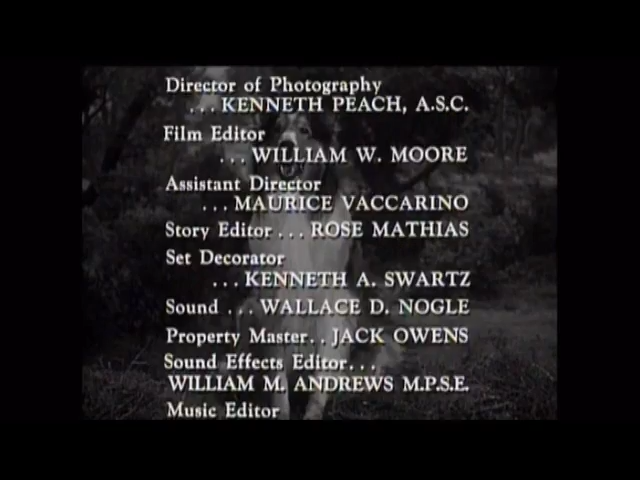 Director of Photography
... KENNETH PEACH, A.S.C.
Film Editor
... WILLIAM W. MOORE
Assistant Director
... MAURICE VACCARINO
Story Editor ... ROSE MATHIAS
Set Decorator
... KENNETH A. SWARTZ
Sound ... WALLACE D. NOGLE
Property Master.. JACK OWENS
Sound Effects Editor...
WILLIAM M. ANDREWS M.P.S.E.
Music Editor